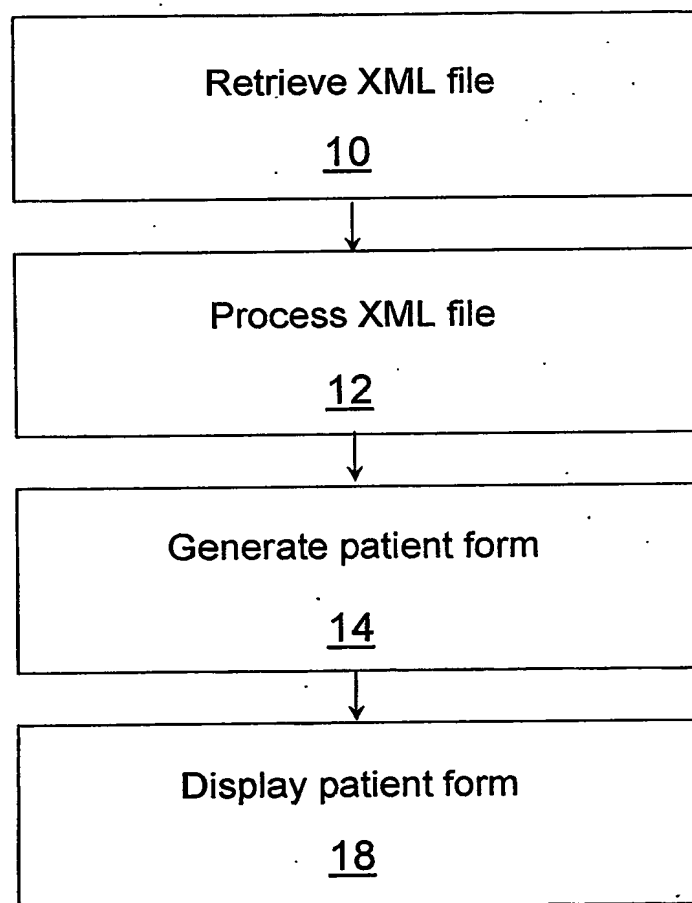 Retrieve XML file
10
Process XML file
12
Generate patient form
14
Display patient form
18